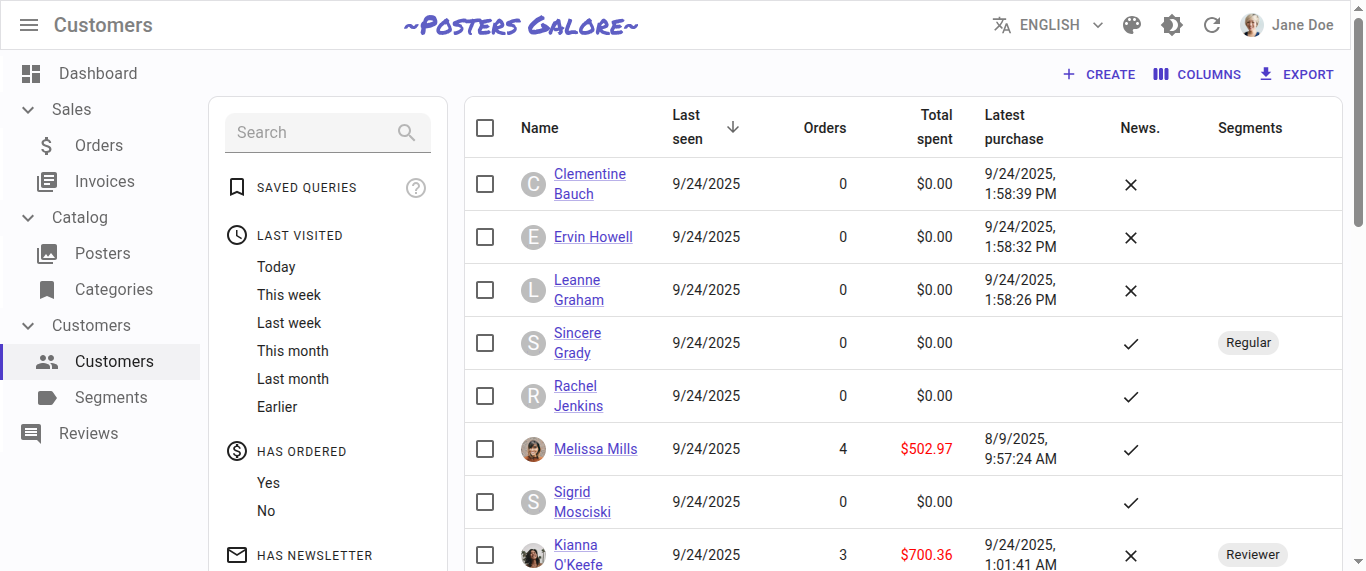 Customers
~Posters Galore~
ENGLISH
Jane Doe
Dashboard
Sales
Orders
Invoices
Catalog
Posters
Categories
Customers
Customers
Segments
Reviews
CREATE
COLUMNS
EXPORT
Search
SAVED QUERIES
?
LAST VISITED
Today
This week
Last week
This month
Last month
Earlier
HAS ORDERED
Yes
No
HAS NEWSLETTER
Name
Last seen
Orders
Total spent
Latest purchase
News.
Segments
C
Clementine Bauch
9/24/2025
0
$0.00
9/24/2025, 1:58:39 PM
E
Ervin Howell
9/24/2025
0
$0.00
9/24/2025, 1:58:32 PM
L
Leanne Graham
9/24/2025
0
$0.00
9/24/2025, 1:58:26 PM
S
Sincere Grady
9/24/2025
0
$0.00
Regular
R
Rachel Jenkins
9/24/2025
0
$0.00
Melissa Mills
9/24/2025
4
$502.97
8/9/2025, 9:57:24 AM
S
Sigrid Mosciski
9/24/2025
0
$0.00
Kianna O'Keefe
9/24/2025
3
$700.36
9/24/2025, 1:01:41 AM
Reviewer